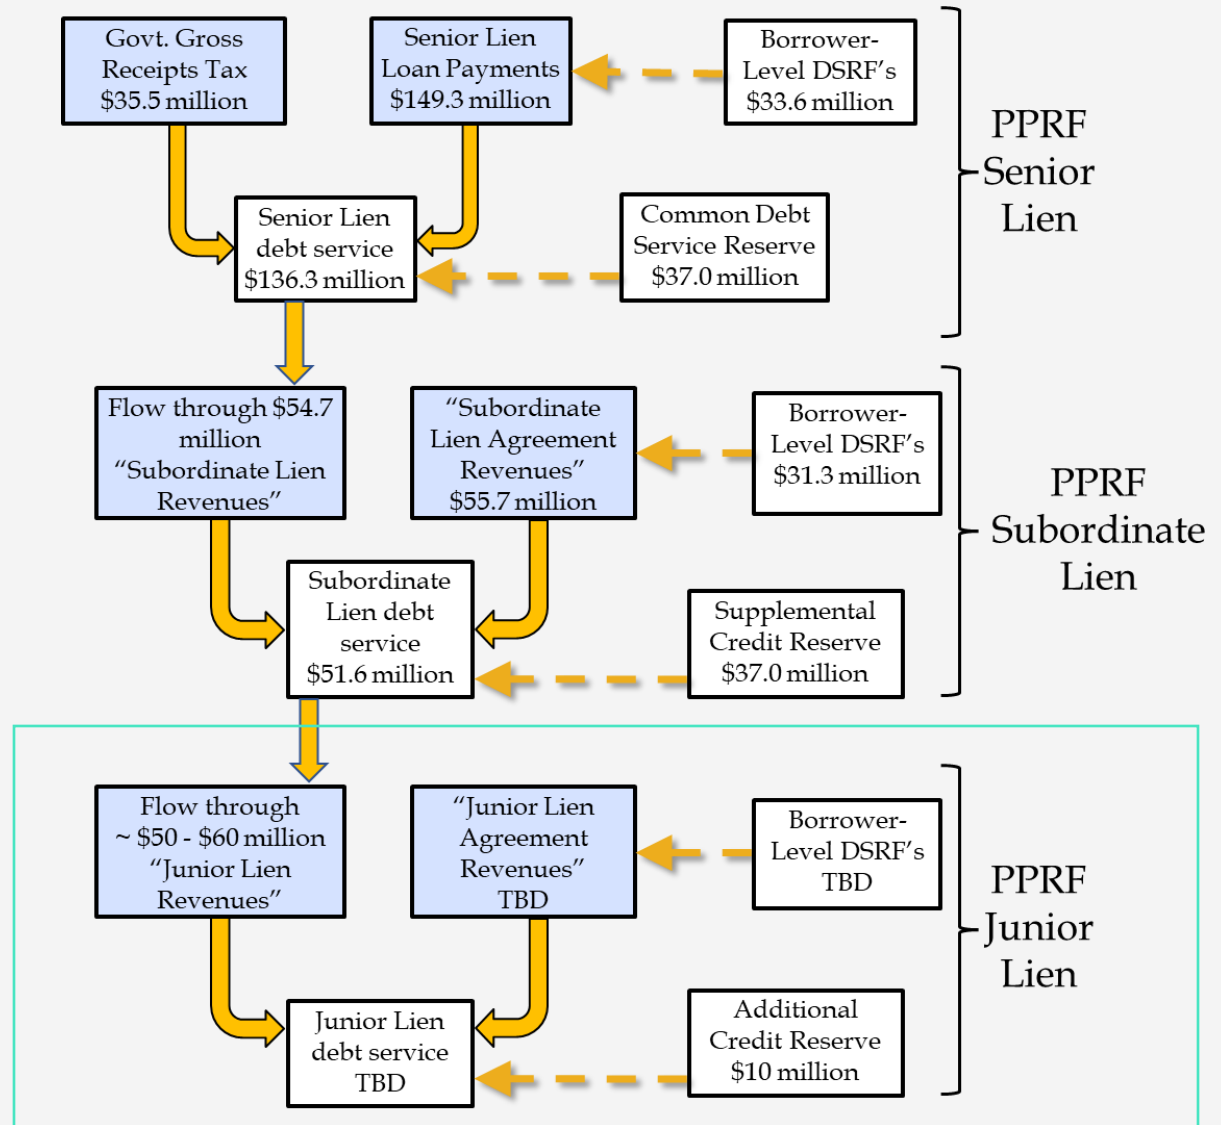 Govt. Gross
Receipts Tax
$35.5 million
Senior Lien
Loan Payments
$149.3 million
Borrower-
Level DSRF's
$33.6 million
PPRF
Senior
Lien
Senior Lien
debt service
$136.3 million
Common Debt
Service Reserve
$37.0 million
Flow through $54.7
million
“Subordinate Lien
Revenues”
“Subordinate
Lien Agreement
Revenues”
$55.7 million
Borrower-
Level DSRF's
$31.3 million
PPRF
Subordinate
Lien
Subordinate
Lien debt
service
$51.6 million
Supplemental
Credit Reserve
$37.0 million
Flow through
~ $50 - $60 million
“Junior Lien
Revenues”
“Junior Lien
Agreement
Revenues”
TBD
Borrower-
Level DSRF's
TBD
PPRF
Junior
Lien
Junior Lien
debt service
TBD
Additional
Credit Reserve
$10 million